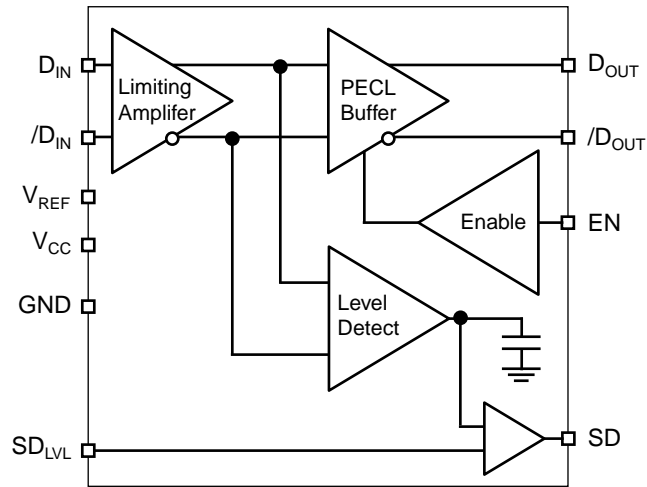 D_IN
/D_IN
V_REF
V_CC
GND
SD_LVL
Limiting
Amplifer
PECL
Buffer
Enable
Level
Detect
D_OUT
/D_OUT
EN
SD